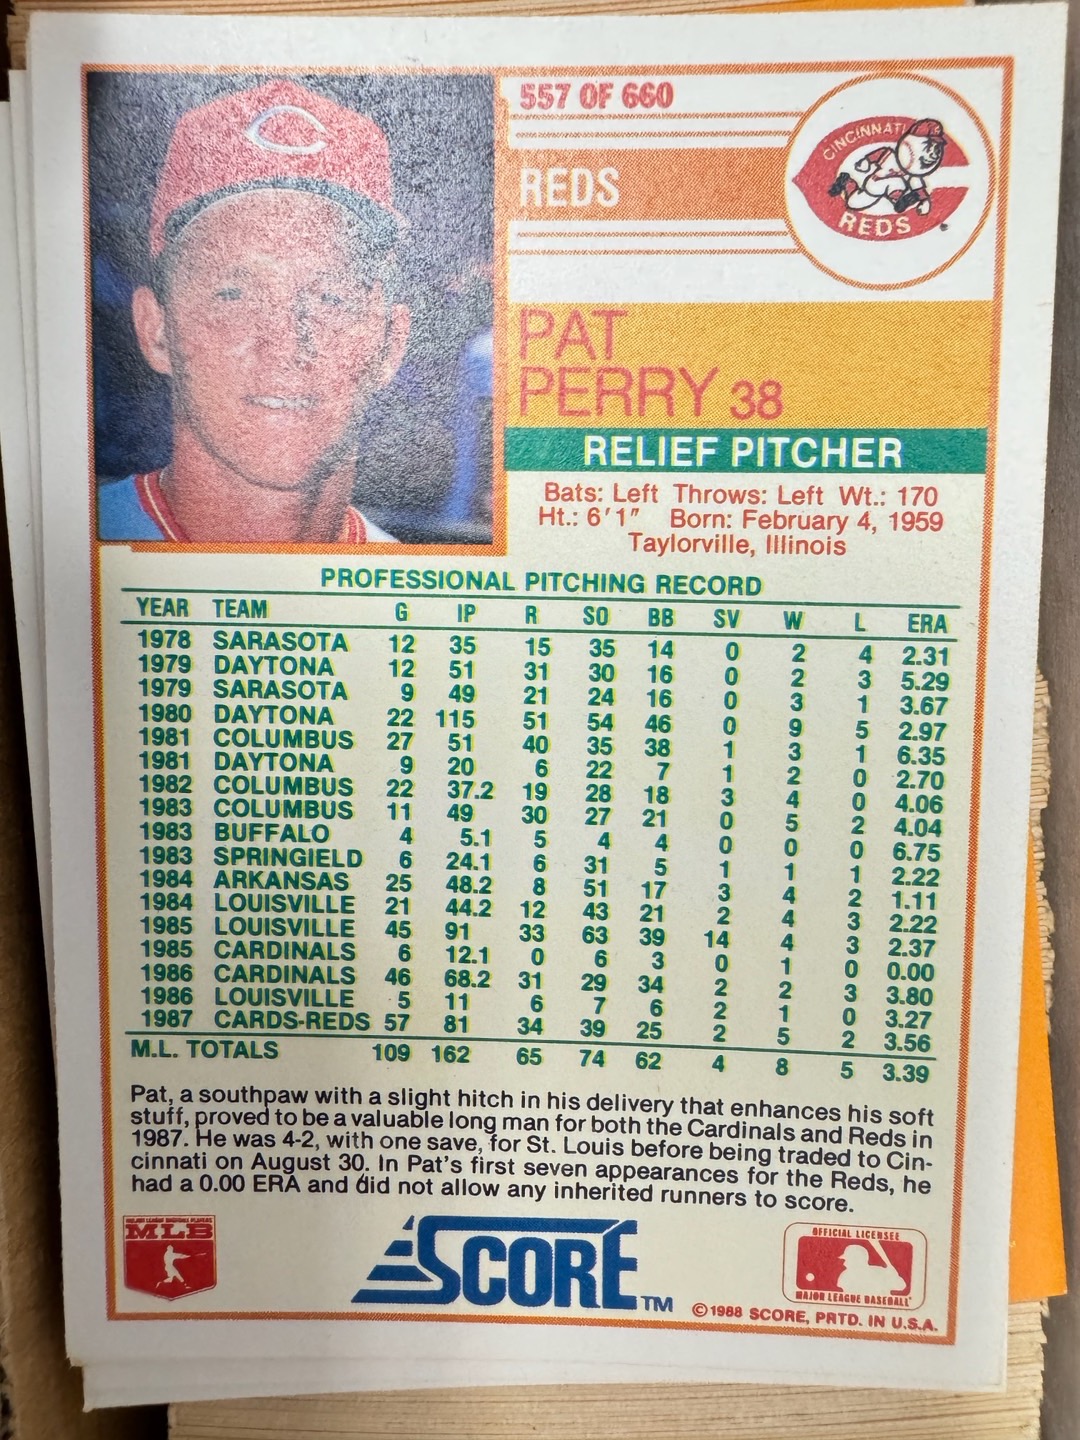 557 OF 660
CINCINNATI
REDS
REDS
PAT
PERRY 38
RELIEF PITCHER
Bats: Left Throws: Left Wt.: 170
Ht.: 6'1" Born: February 4, 1959
Taylorville, Illinois
PROFESSIONAL PITCHING RECORD
YEAR TEAM G IP R SO BB SV W L ERA
1978 SARASOTA 12 35 15 35 14 0 2 4 2.31
1979 DAYTONA 12 51 31 30 16 0 2 3 5.29
1979 SARASOTA 9 49 21 24 16 0 3 1 3.67
1980 DAYTONA 22 115 51 54 46 0 9 5 2.97
1981 COLUMBUS 27 51 40 35 38 1 3 1 6.35
1981 DAYTONA 9 20 6 22 7 1 2 0 2.70
1982 COLUMBUS 22 37.2 19 28 18 3 4 0 4.06
1983 COLUMBUS 11 49 30 27 21 0 5 2 4.04
1983 BUFFALO 4 5.1 5 4 4 0 0 0 6.75
1983 SPRINGIELD 6 24.1 6 31 5 1 1 1 2.22
1984 ARKANSAS 25 48.2 8 51 17 3 4 2 1.11
1984 LOUISVILLE 21 44.2 12 43 21 2 4 3 2.22
1985 LOUISVILLE 45 91 33 63 39 14 4 3 2.37
1985 CARDINALS 6 12.1 0 6 3 0 1 0 0.00
1986 CARDINALS 46 68.2 31 29 34 2 2 3 3.80
1986 LOUISVILLE 5 11 6 7 6 2 1 0 3.27
1987 CARDS-REDS 57 81 34 39 25 2 5 2 3.56
M.L. TOTALS 109 162 65 74 62 4 8 5 3.39
Pat, a southpaw with a slight hitch in his delivery that enhances his soft
stuff, proved to be a valuable long man for both the Cardinals and Reds in
1987. He was 4-2, with one save, for St. Louis before being traded to Cin-
cinnati on August 30. In Pat's first seven appearances for the Reds, he
had a 0.00 ERA and did not allow any inherited runners to score.
MAJOR LEAGUE BASEBALL PLAYERS
MLB
SCORE™
OFFICIAL LICENSEE
MAJOR LEAGUE BASEBALL
©1988 SCORE, PRTD. IN U.S.A.